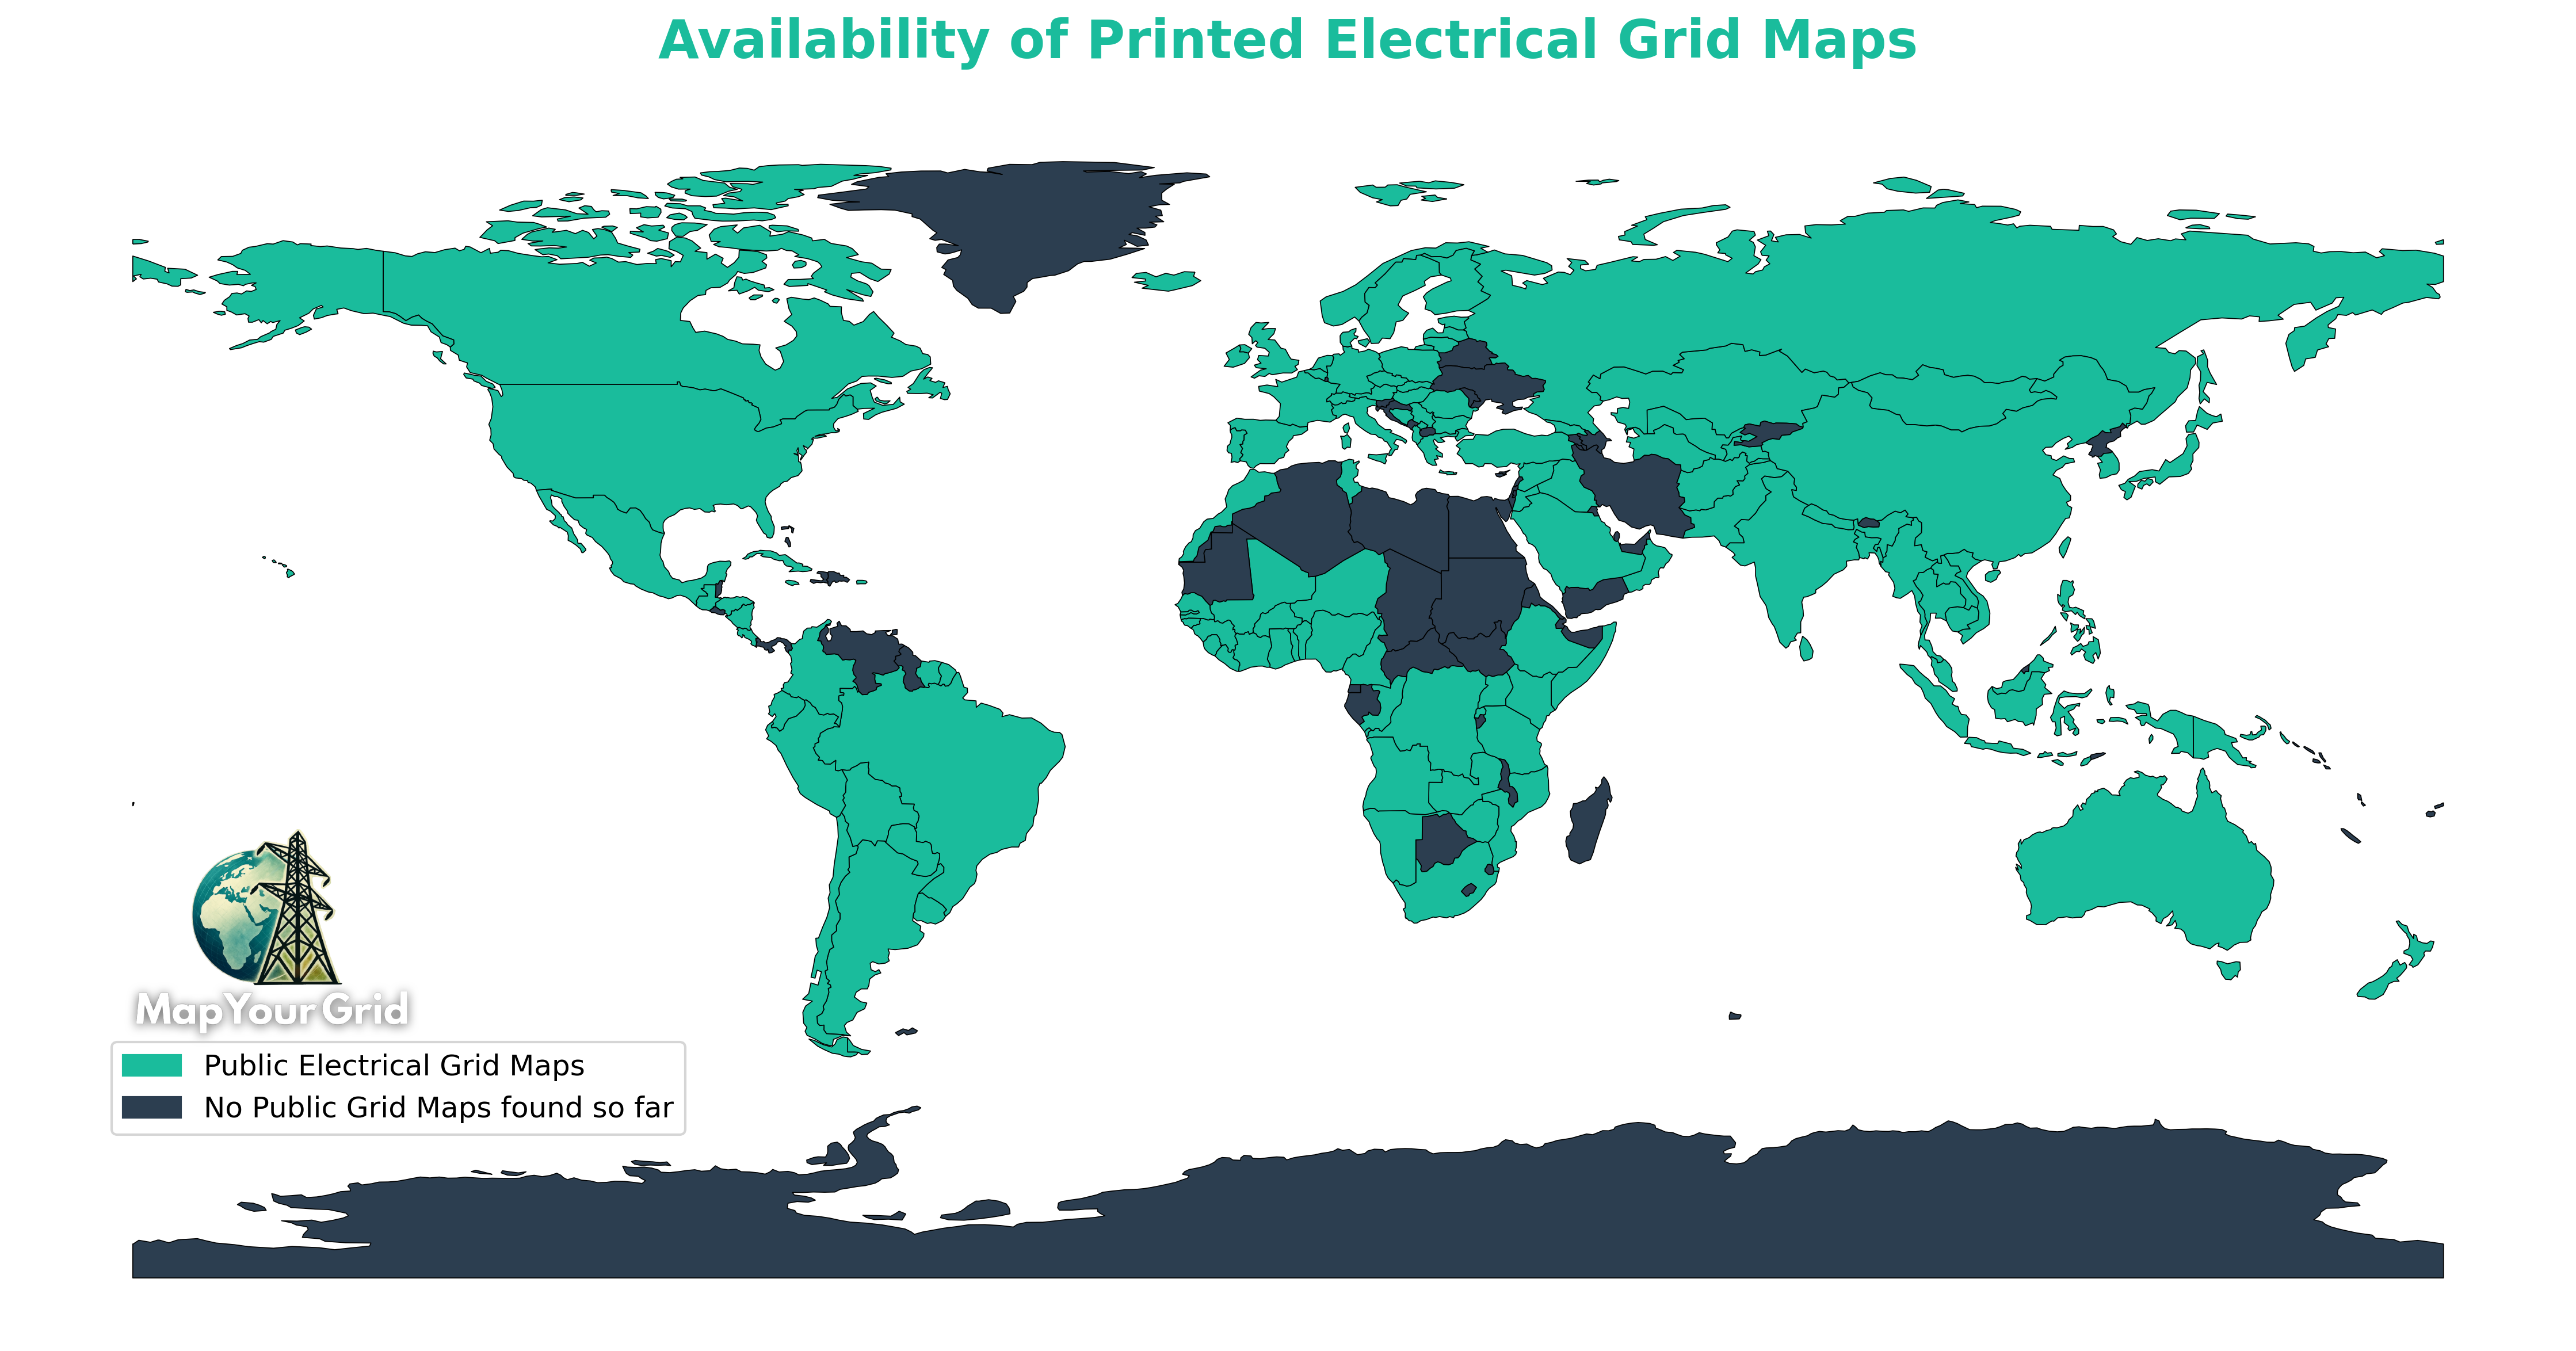 Availability of Printed Electrical Grid Maps
MapYourGrid
Public Electrical Grid Maps
No Public Grid Maps found so far